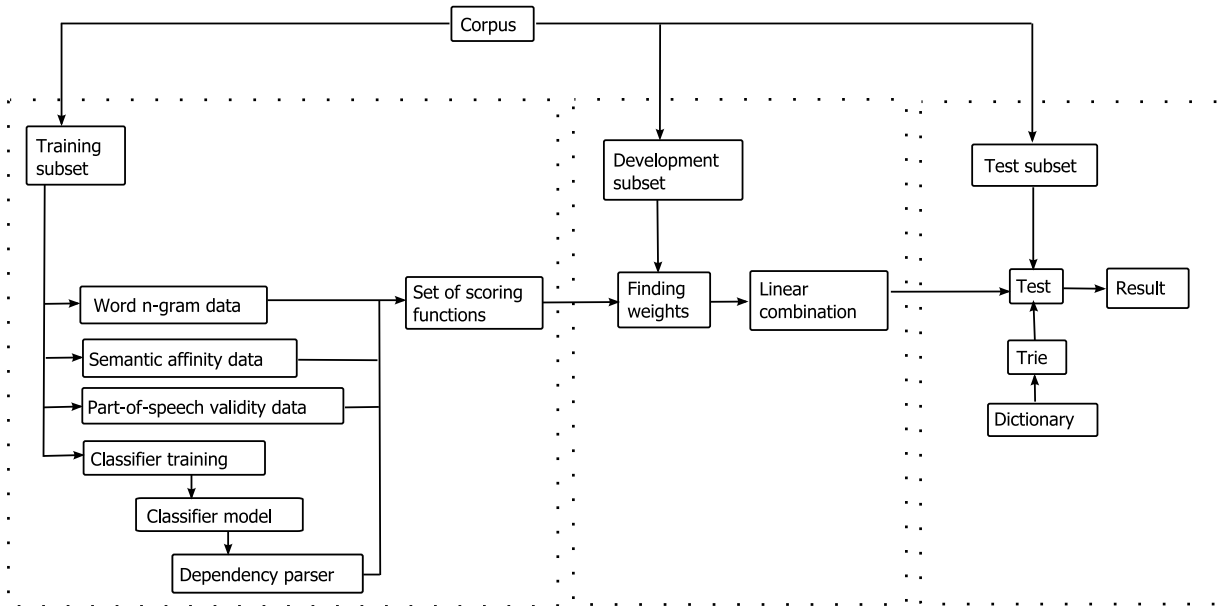 Corpus
Training
subset
Development
subset
Test subset
Word n-gram data
Semantic affinity data
Part-of-speech validity data
Classifier training
Classifier model
Dependency parser
Set of scoring
functions
Finding
weights
Linear
combination
Test
Result
Trie
Dictionary